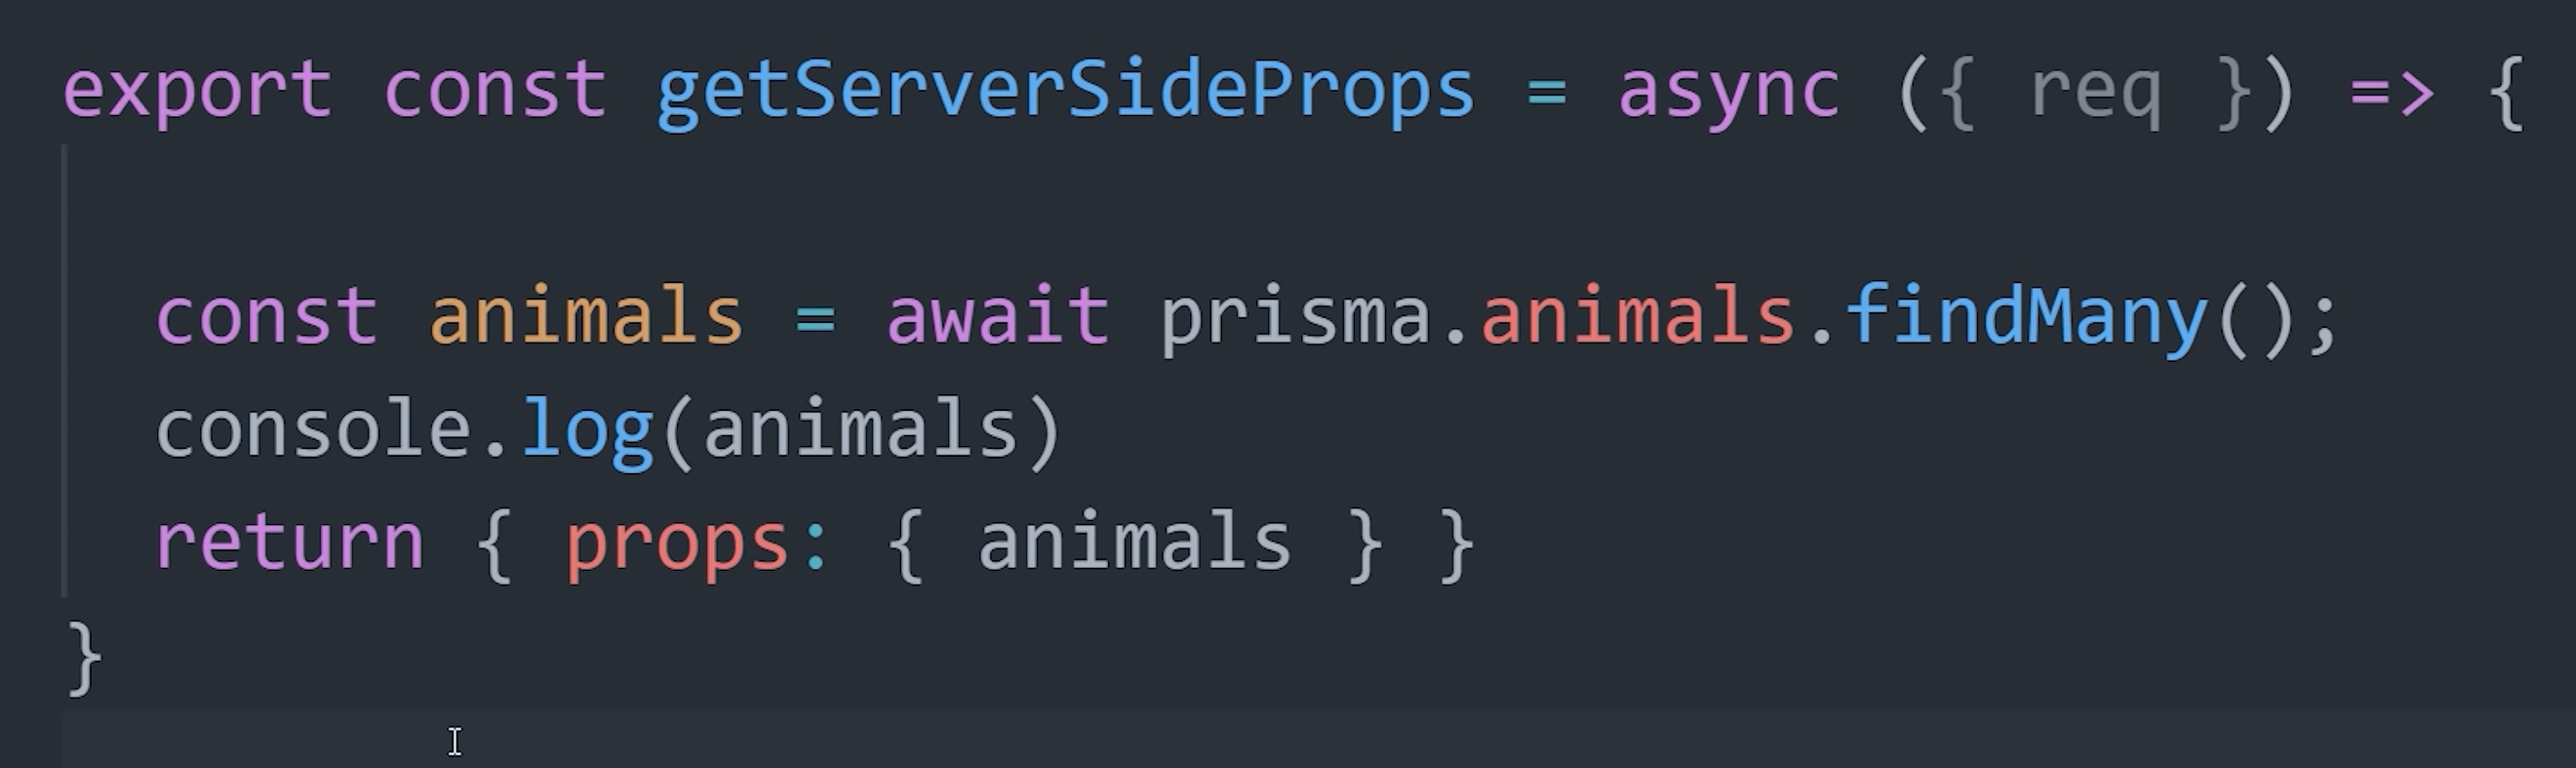 export const getServerSideProps = async ({ req }) => {
const animals = await prisma.animals.findMany();
console.log(animals)
return { props: { animals } }
}